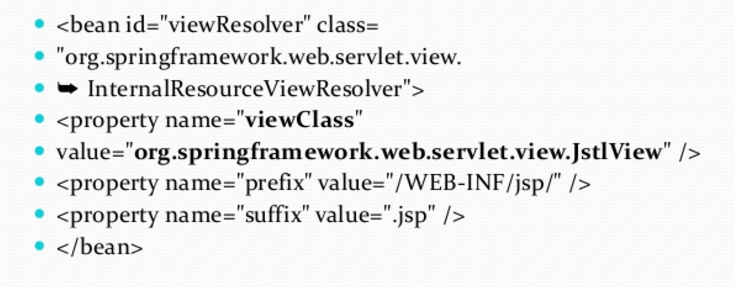 • <bean id="viewResolver" class=
• "org.springframework.web.servlet.view.
• ➥ InternalResourceViewResolver">
• <property name="viewClass"
• value="org.springframework.web.servlet.view.JstlView" />
• <property name="prefix" value="/WEB-INF/jsp/" />
• <property name="suffix" value=".jsp" />
• </bean>